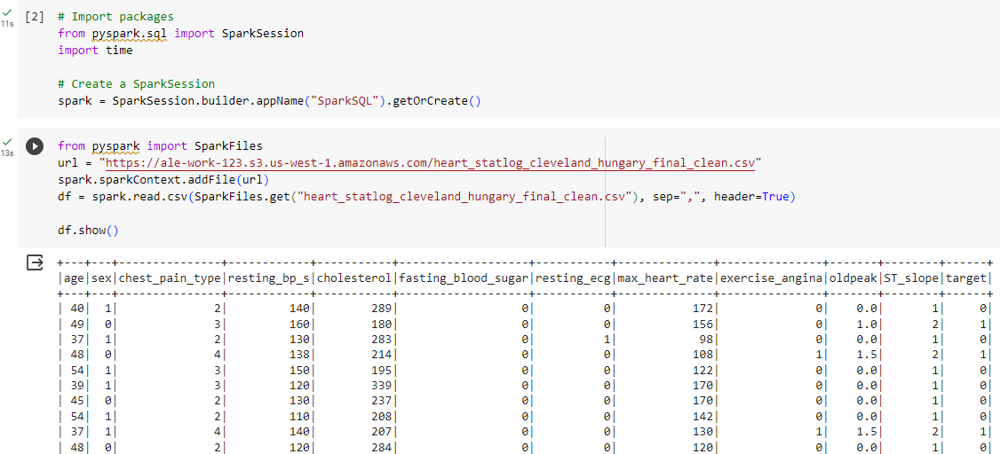 [2] # Import packages
11s
from pyspark.sql import SparkSession
import time
# Create a SparkSession
spark = SparkSession.builder.appName("SparkSQL").getOrCreate()
13s
from pyspark import SparkFiles
url = "https://ale-work-123.s3.us-west-1.amazonaws.com/heart_statlog_cleveland_hungary_final_clean.csv"
spark.sparkContext.addFile(url)
df = spark.read.csv(SparkFiles.get("heart_statlog_cleveland_hungary_final_clean.csv"), sep=",", header=True)
df.show()
+---+---+---------------+------------+-----------+-------------------+-----------+--------------+---------------+-------+--------+------+
|age|sex|chest_pain_type|resting_bp_s|cholesterol|fasting_blood_sugar|resting_ecg|max_heart_rate|exercise_angina|oldpeak|ST_slope|target|
+---+---+---------------+------------+-----------+-------------------+-----------+--------------+---------------+-------+--------+------+
| 40|  1|              2|         140|        289|                  0|          0|           172|              0|    0.0|       1|     0|
| 49|  0|              3|         160|        180|                  0|          0|           156|              0|    1.0|       2|     1|
| 37|  1|              2|         130|        283|                  0|          1|            98|              0|    0.0|       1|     0|
| 48|  0|              4|         138|        214|                  0|          0|           108|              1|    1.5|       2|     1|
| 54|  1|              3|         150|        195|                  0|          0|           122|              0|    0.0|       1|     0|
| 39|  1|              3|         120|        339|                  0|          0|           170|              0|    0.0|       1|     0|
| 45|  0|              2|         130|        237|                  0|          0|           170|              0|    0.0|       1|     0|
| 54|  1|              2|         110|        208|                  0|          0|           142|              0|    0.0|       1|     0|
| 37|  1|              4|         140|        207|                  0|          0|           130|              1|    1.5|       2|     1|
| 48|  0|              2|         120|        284|                  0|          0|           120|              0|    0.0|       1|     0|